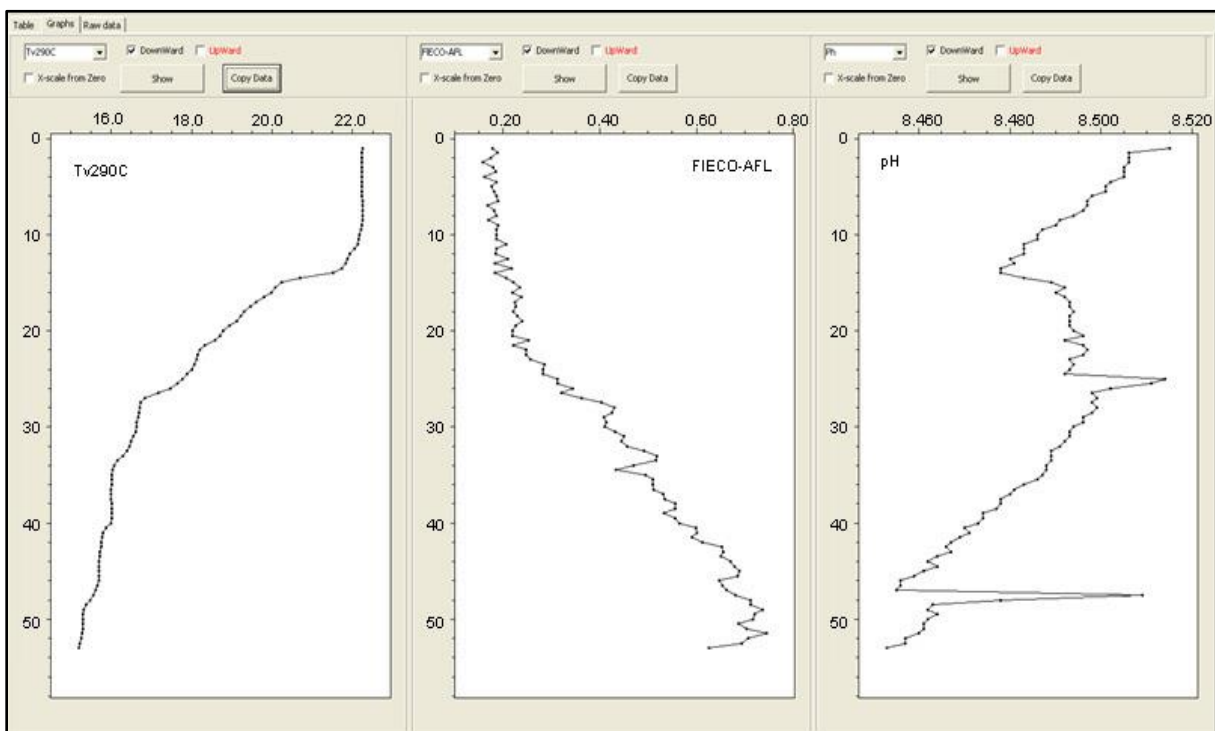 Table Graphs Raw data
Tv290C DownWard UpWard
X-scale from Zero Show Copy Data
FIECO-AFL DownWard UpWard
X-scale from Zero Show Copy Data
Ph DownWard UpWard
X-scale from Zero Show Copy Data
16.0 18.0 20.0 22.0
0
Tv290C
10
20
30
40
50
0.20 0.40 0.60 0.80
0
FIECO-AFL
10
20
30
40
50
8.460 8.480 8.500 8.520
0
pH
10
20
30
40
50